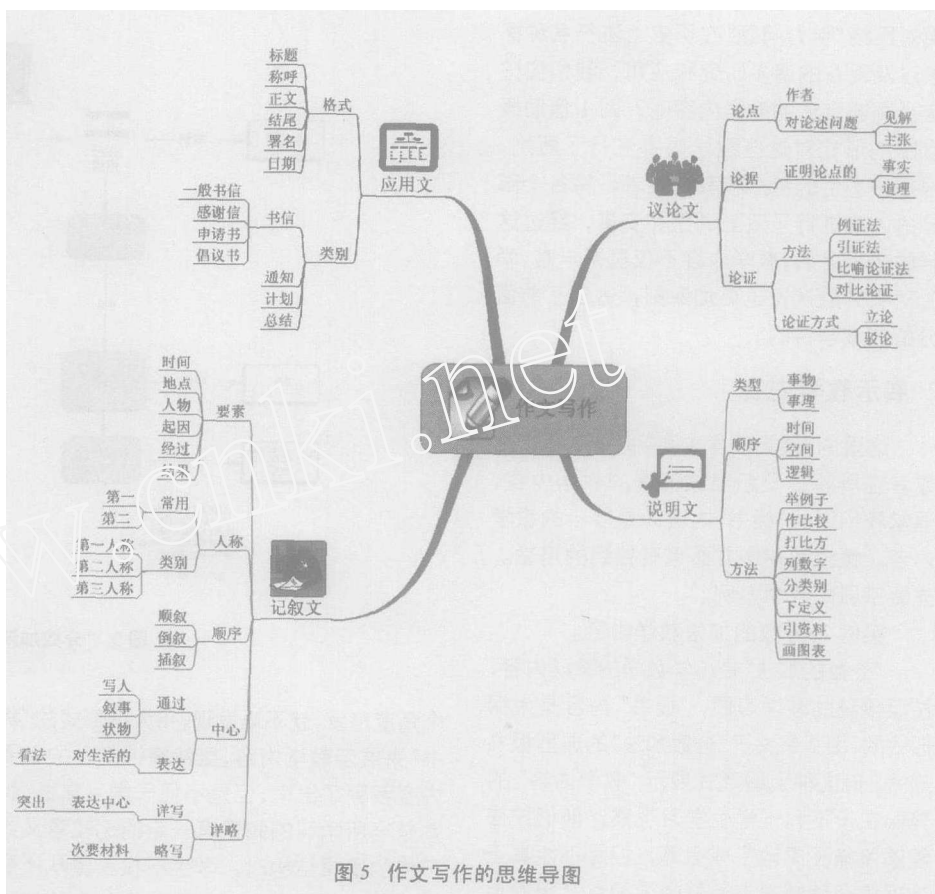 标题
称呼
正文
结尾
署名
日期
格式
一般书信
感谢信
申请书
倡议书
书信
通知
计划
总结
类别
应用文
论点
作者
对论述问题
见解
主张
论据
证明论点的
事实
道理
议论文
论证
方法
例证法
引证法
比喻论证法
对比论证
论证方式
立论
驳论
作文写作
时间
地点
人物
起因
经过
结果
要素
第一
第二
常用
第一人称
第二人称
第三人称
类别
人称
记叙文
顺叙
倒叙
插叙
顺序
写人
叙事
状物
通过
看法
对生活的
表达
中心
突出
表达中心
详写
次要材料
略写
详略
类型
事物
事理
顺序
时间
空间
逻辑
说明文
方法
举例子
作比较
打比方
列数字
分类别
下定义
引资料
画图表
图5 作文写作的思维导图
www.cnki.net